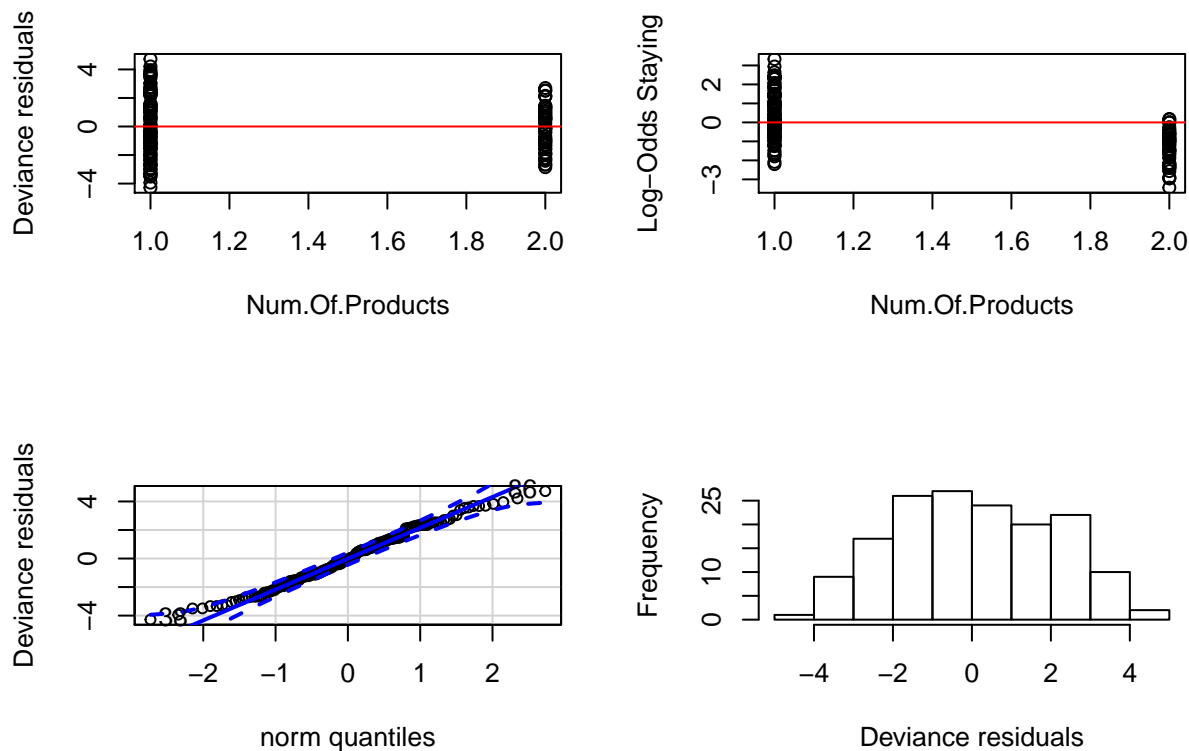 Deviance residuals
4
0
−4
1.0 1.2 1.4 1.6 1.8 2.0
Num.Of.Products
Log−Odds Staying
2
0
−3
1.0 1.2 1.4 1.6 1.8 2.0
Num.Of.Products
Deviance residuals
4
0
−4
−2 −1 0 1 2
norm quantiles
Frequency
25
10
0
−4 −2 0 2 4
Deviance residuals